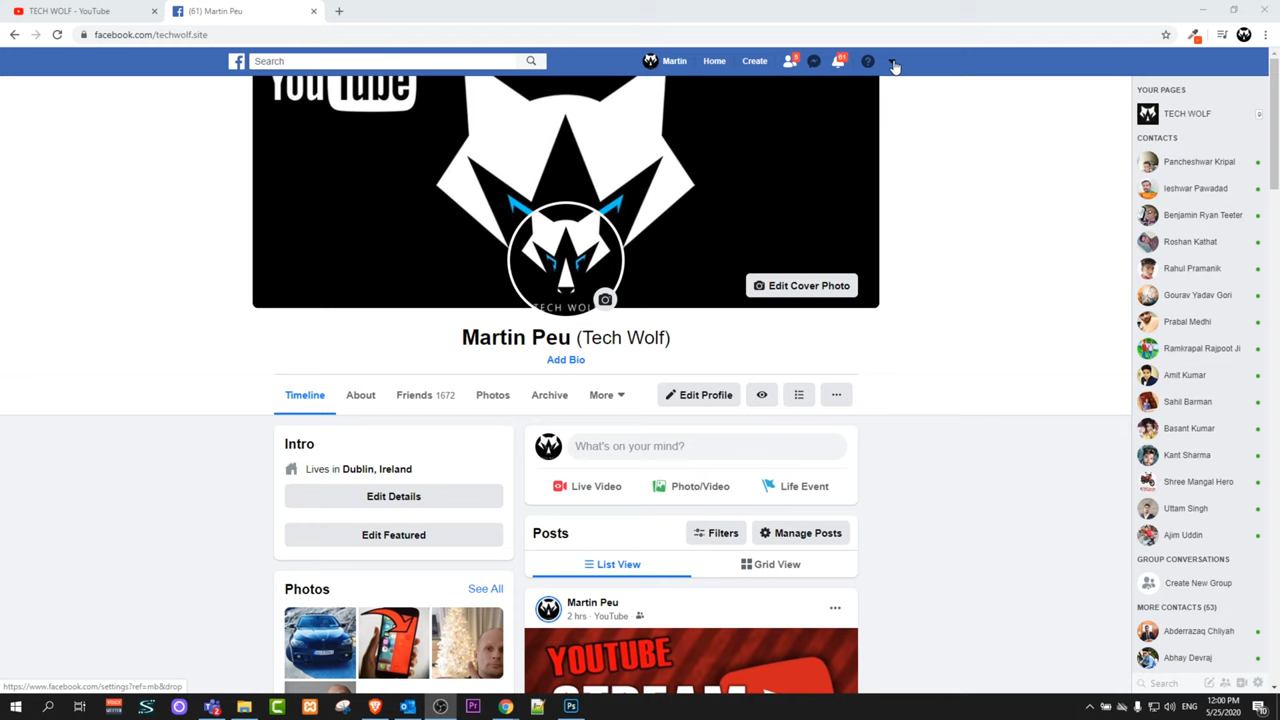 TECH WOLF - YouTube
(61) Martin Peu
facebook.com/techwolf.site
Search
Martin
Home
Create
8
61
YouTube
TECH WOL
Edit Cover Photo
Martin Peu (Tech Wolf)
Add Bio
Timeline
About
Friends 1672
Photos
Archive
More
Edit Profile
Intro
Lives in Dublin, Ireland
Edit Details
Edit Featured
Photos
See All
What's on your mind?
Live Video
Photo/Video
Life Event
Posts
Filters
Manage Posts
List View
Grid View
Martin Peu
2 hrs · YouTube ·
YOUTUBE
STREAM
YOUR PAGES
TECH WOLF
CONTACTS
Pancheshwar Kripal
Ieshwar Pawadad
Benjamin Ryan Teeter
Roshan Kathat
Rahul Pramanik
Gourav Yadav Gori
Prabal Medhi
Ramkrapal Rajpoot Ji
Amit Kumar
Sahil Barman
Basant Kumar
Kant Sharma
Shree Mangal Hero
Uttam Singh
Ajim Uddin
GROUP CONVERSATIONS
Create New Group
MORE CONTACTS (53)
Abderrazaq Chliyah
Abhay Devraj
Search
https://www.facebook.com/settings?ref=mb&drop
12:00 PM
5/25/2020